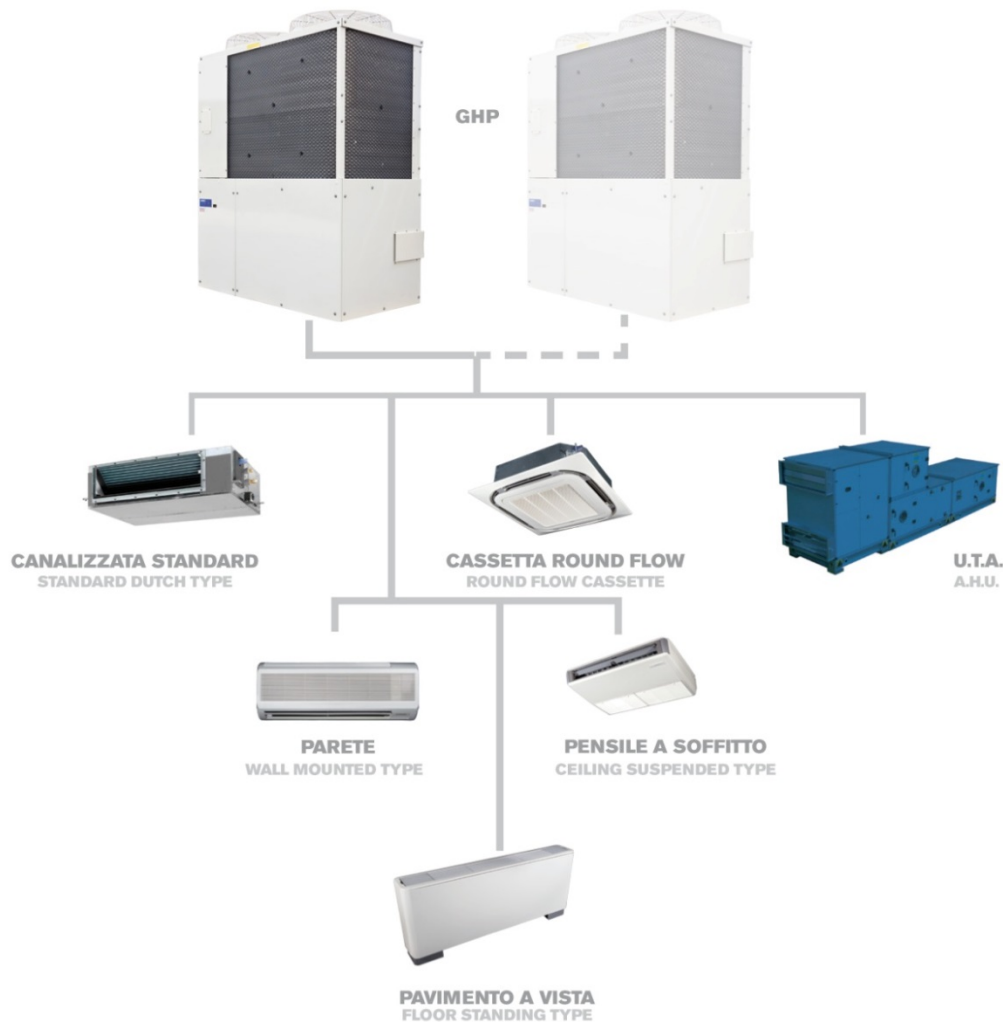 GHP
CANALIZZATA STANDARD
STANDARD DUTCH TYPE
CASSETTA ROUND FLOW
ROUND FLOW CASSETTE
U.T.A.
A.H.U.
PARETE
WALL MOUNTED TYPE
PENSILE A SOFFITTO
CEILING SUSPENDED TYPE
PAVIMENTO A VISTA
FLOOR STANDING TYPE